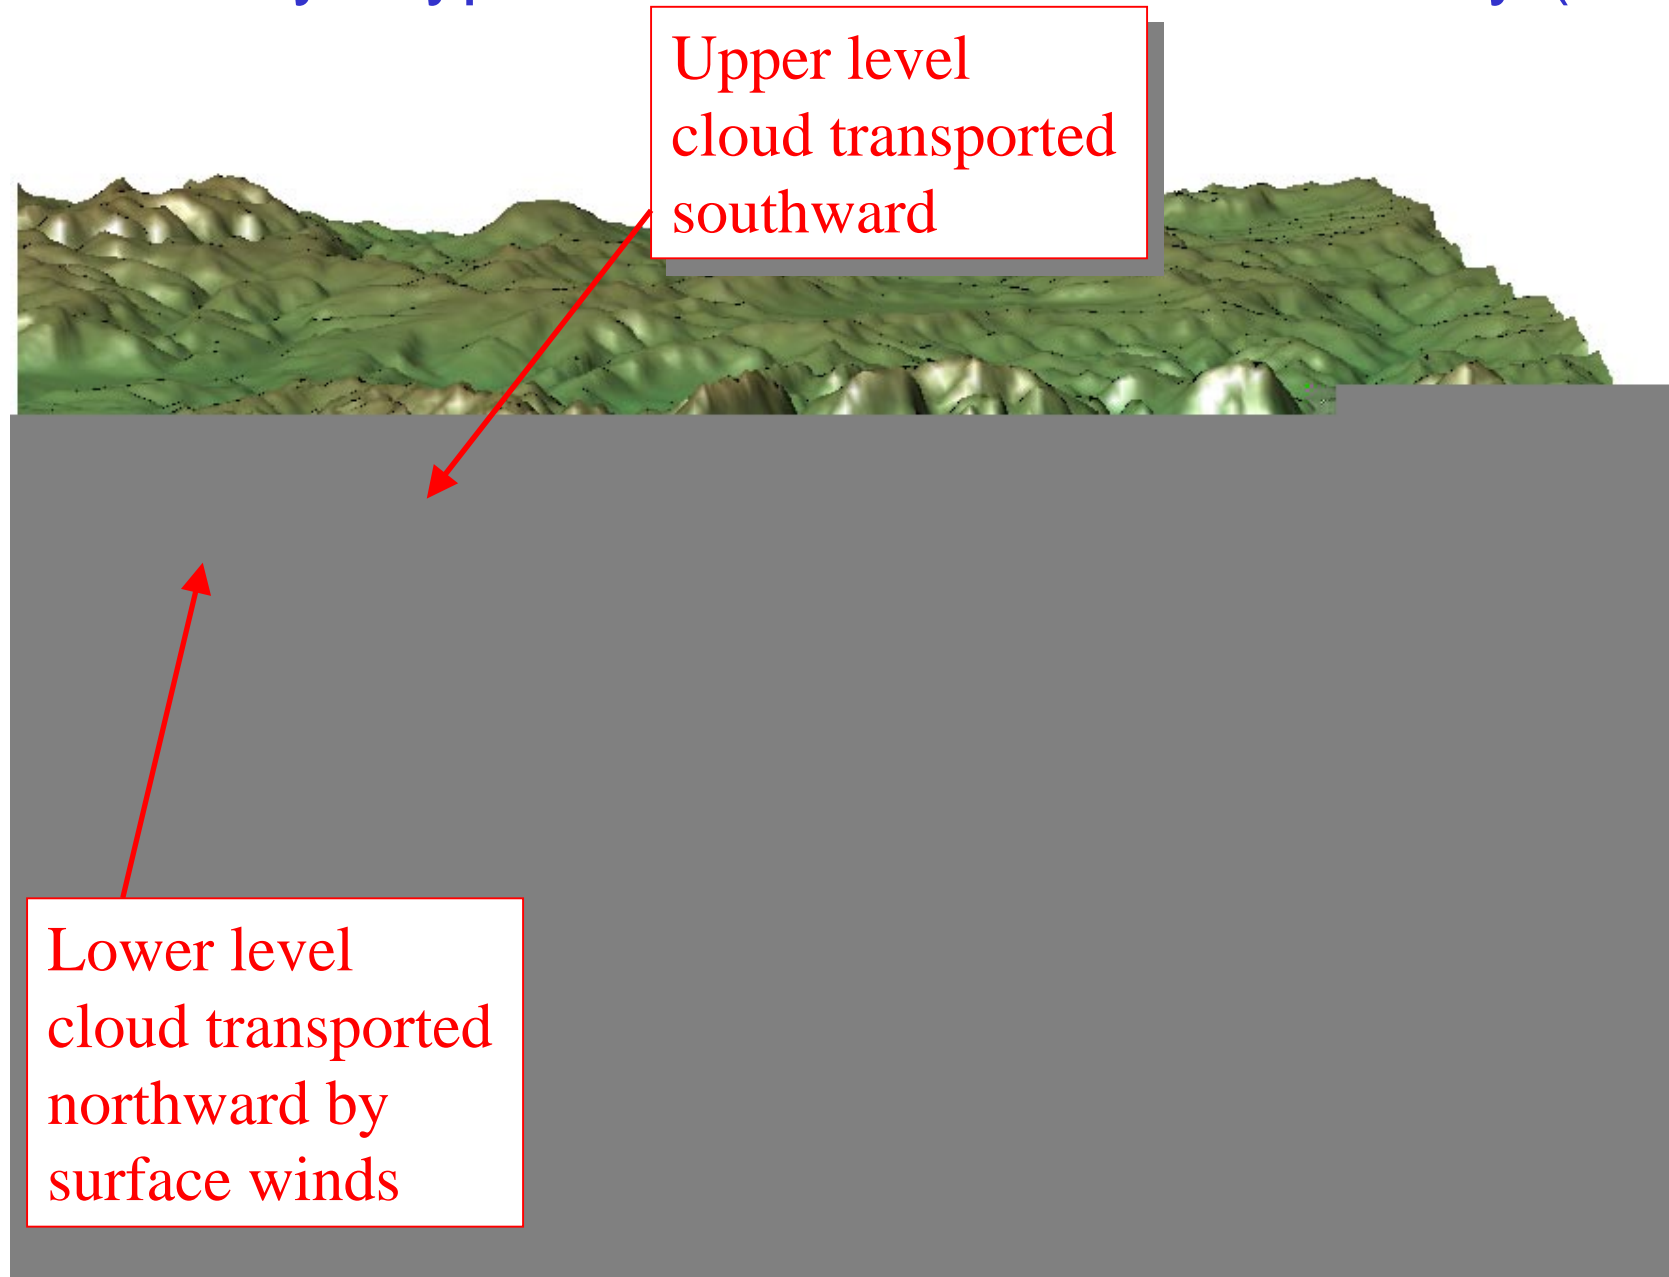 Upper level
cloud transported
southward
Lower level
cloud transported
northward by
surface winds